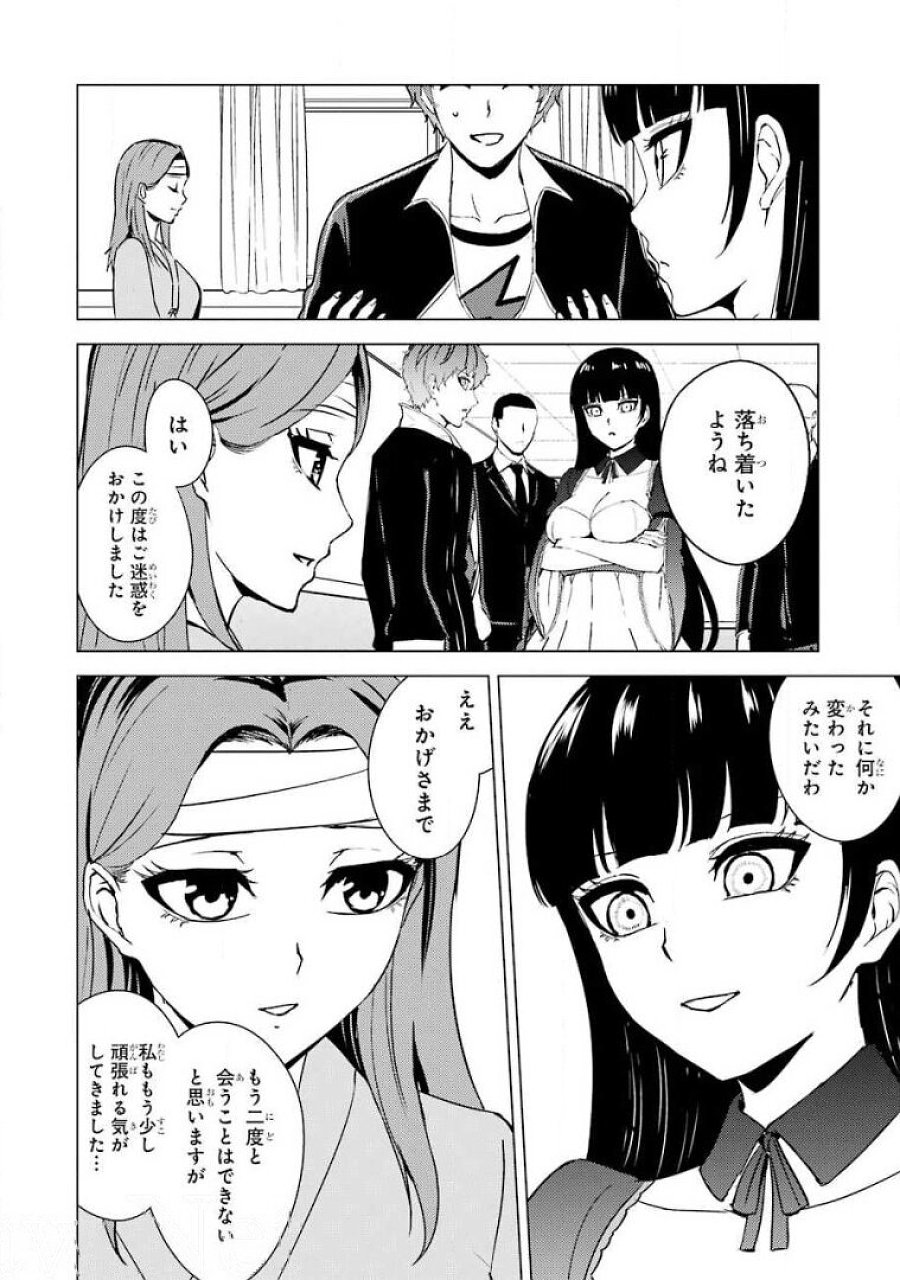 落ち着いた
ようね
はい
この度はご迷惑を
おかけしました
それに何か
変わった
みたいだわ
ええ
おかげさまで
もう二度と
会うことはできない
と思いますが
私ももう少し
頑張れる気が
してきました…